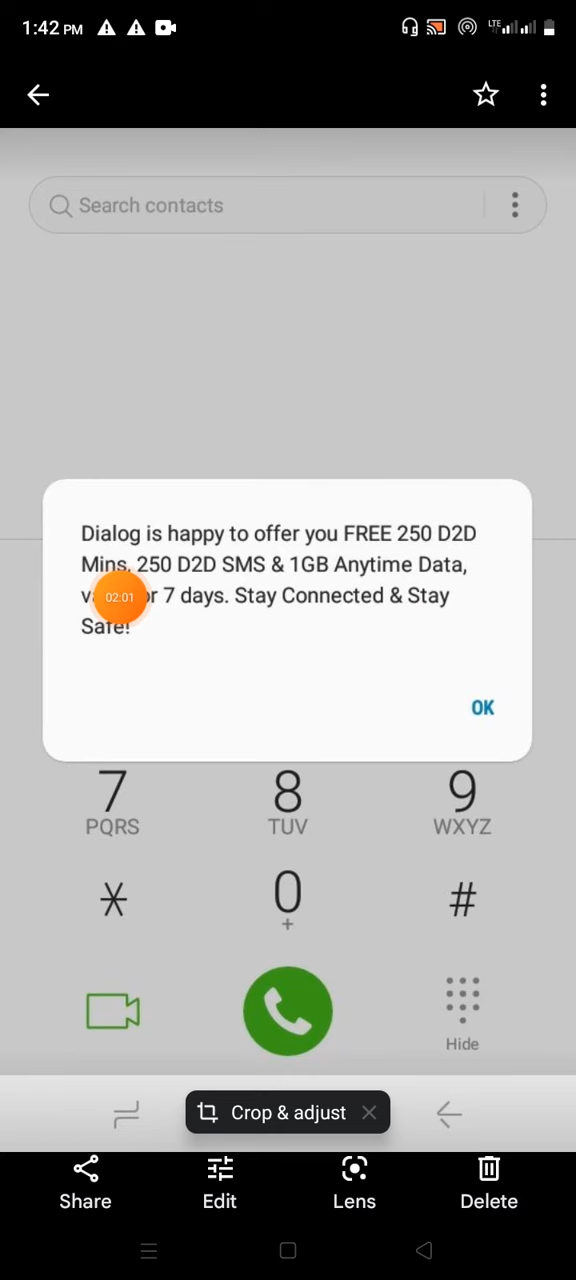 1:42 PM
LTE
Search contacts
Dialog is happy to offer you FREE 250 D2D
Mins, 250 D2D SMS & 1GB Anytime Data,
7 days. Stay Connected & Stay
Safe!
02:01
OK
7 8 9
PQRS TUV WXYZ
* 0 #
+
Hide
Crop & adjust
Share Edit Lens Delete